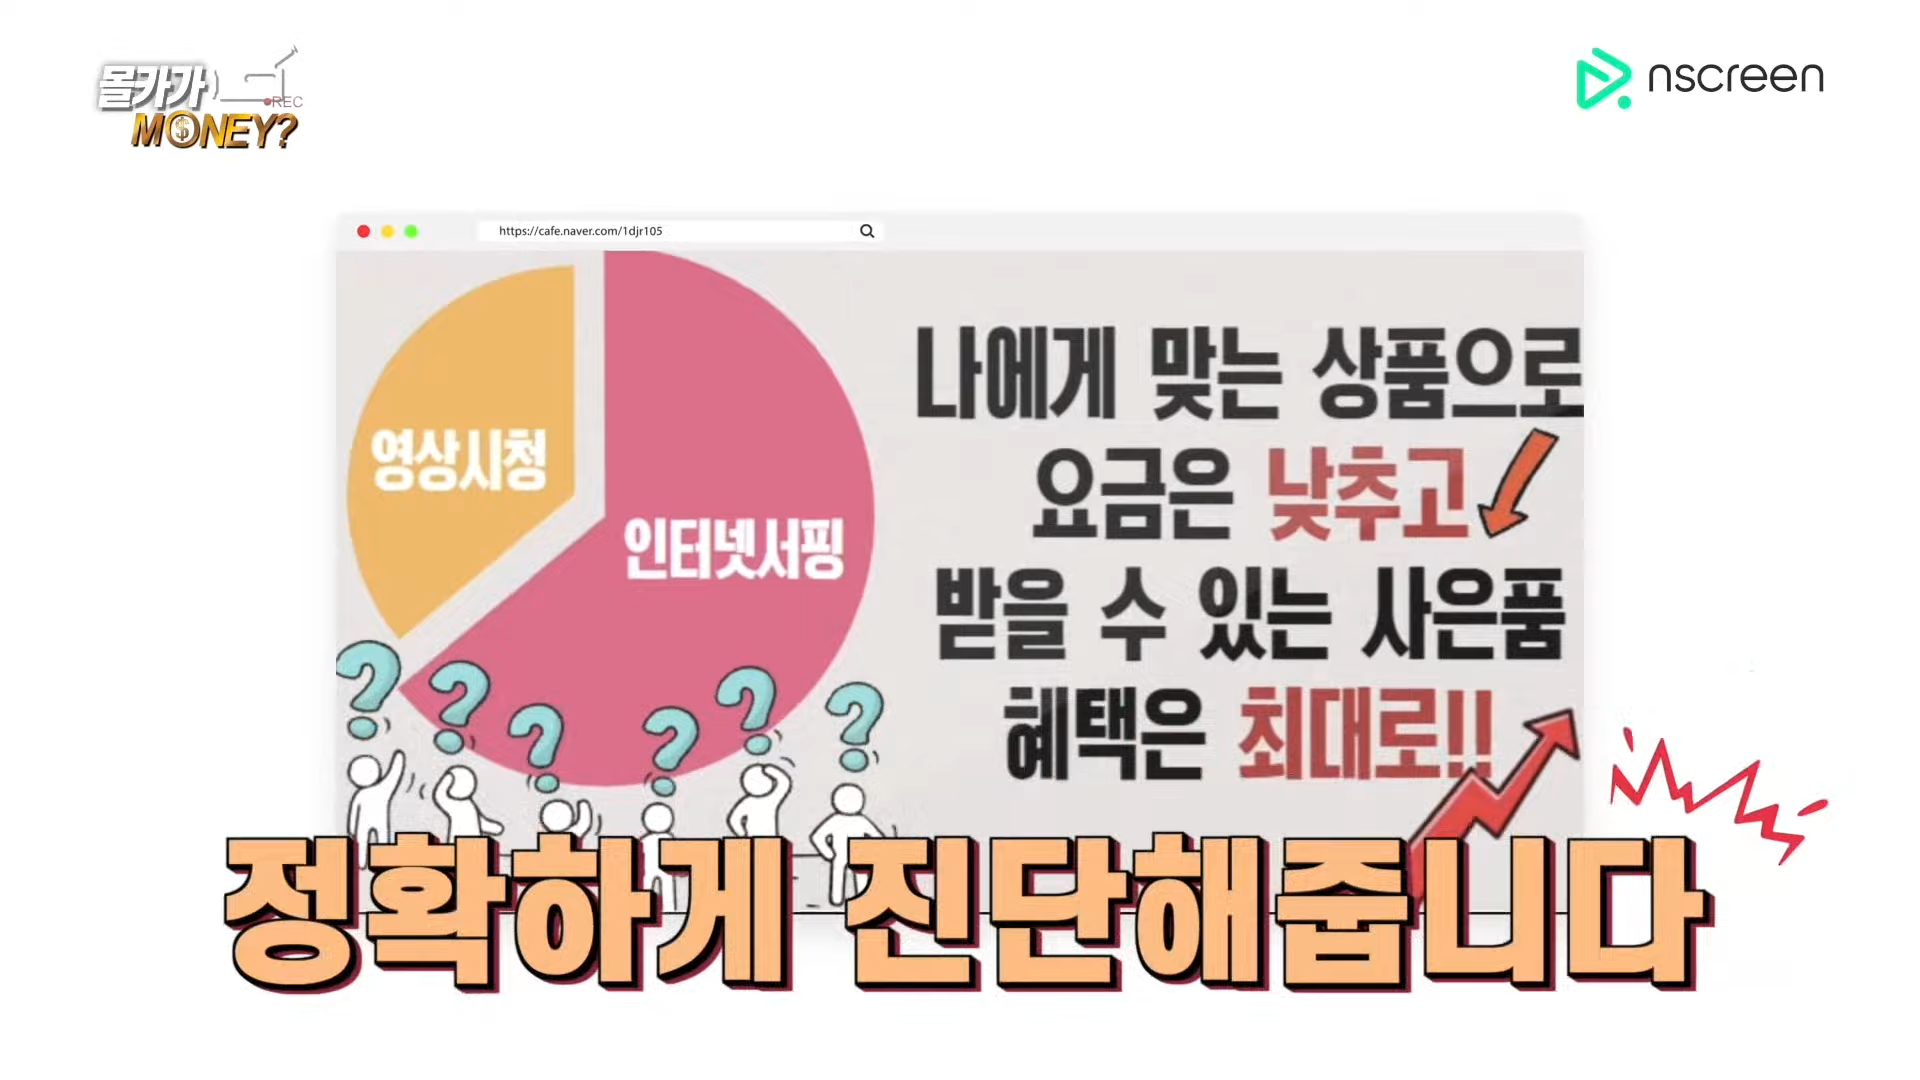 몰카가
REC
MONEY?
nscreen
https://cafe.naver.com/1djr105
영상시청
인터넷서핑
나에게 맞는 상품으로
요금은 낮추고
받을 수 있는 사은품
혜택은 최대로!!
정확하게 진단해줍니다